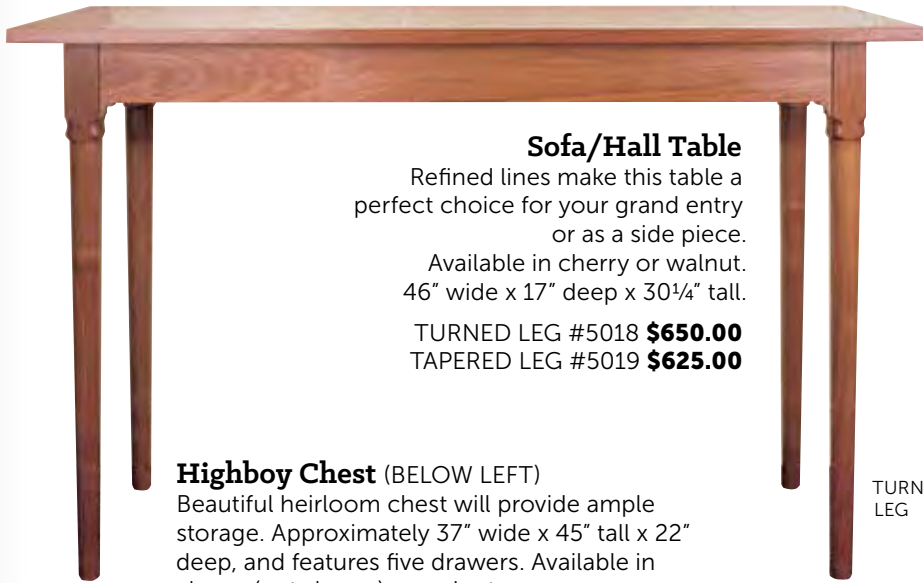 Sofa/Hall Table
Refined lines make this table a
perfect choice for your grand entry
or as a side piece.
Available in cherry or walnut.
46” wide x 17” deep x 30¼” tall.
TURNED LEG #5018 $650.00
TAPERED LEG #5019 $625.00
Highboy Chest (BELOW LEFT)
Beautiful heirloom chest will provide ample
storage. Approximately 37” wide x 45” tall x 22”
deep, and features five drawers. Available in
TURN
LEG